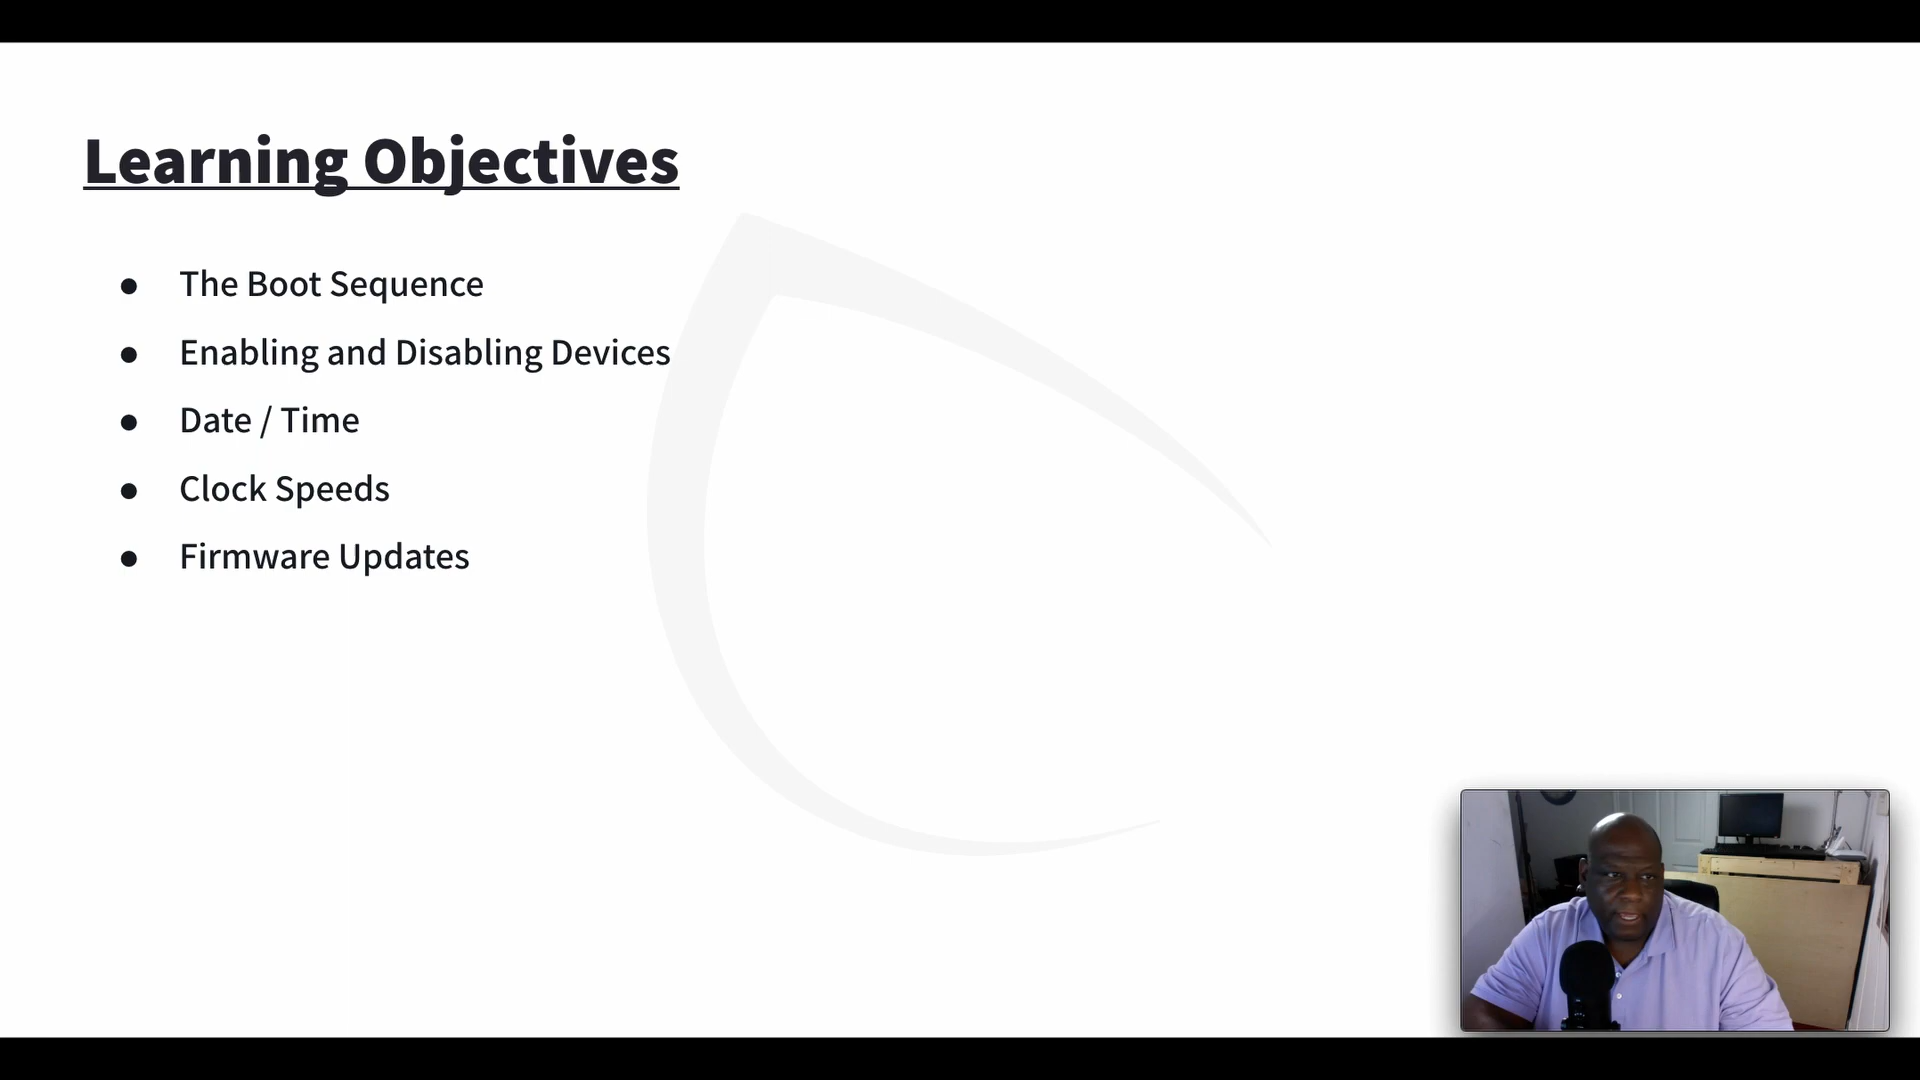 Learning Objectives
● The Boot Sequence
● Enabling and Disabling Devices
● Date / Time
● Clock Speeds
● Firmware Updates